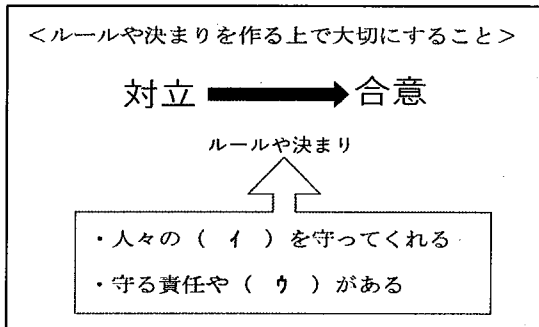 ＜ルールや決まりを作る上で大切にすること＞
対立 合意
ルールや決まり
・人々の（ イ ）を守ってくれる
・守る責任や（ ウ ）がある